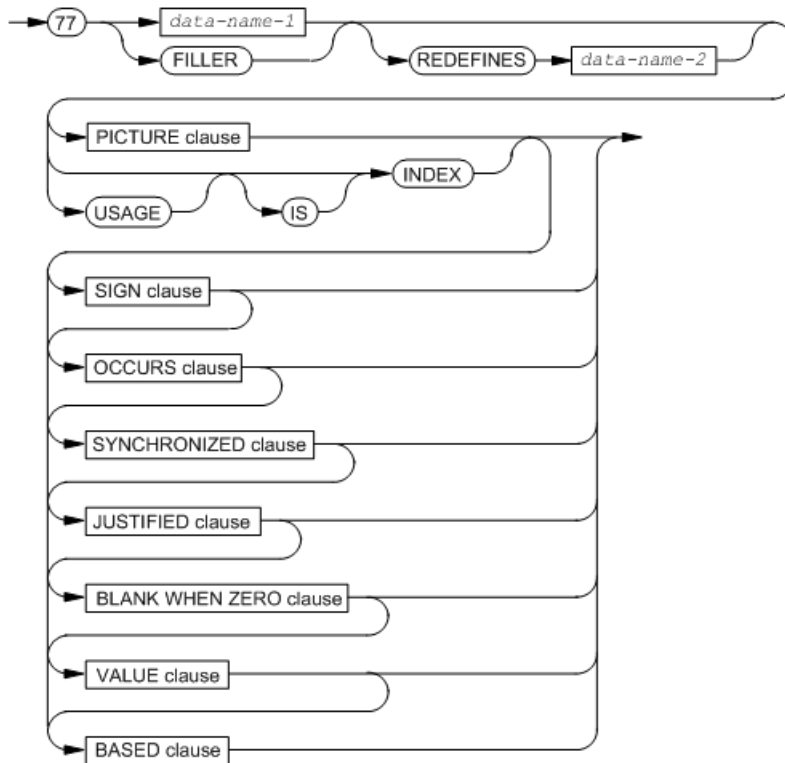 77 data-name-1
FILLER REDEFINES data-name-2
PICTURE clause
INDEX
USAGE IS
SIGN clause
OCCURS clause
SYNCHRONIZED clause
JUSTIFIED clause
BLANK WHEN ZERO clause
VALUE clause
BASED clause